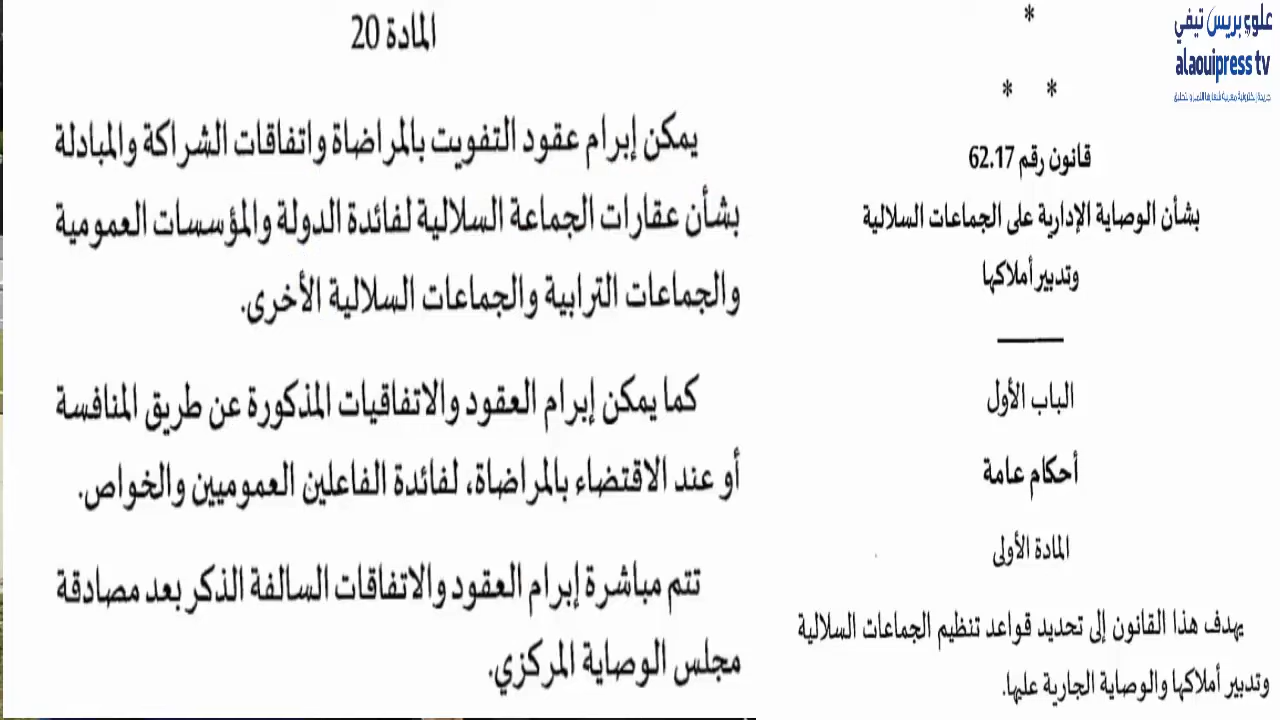 *
* *
قانون رقم 62.17
بشأن الوصاية الإدارية على الجماعات السلالية
وتدبير أملاكها
الباب الأول
أحكام عامة
المادة الأولى
يهدف هذا القانون إلى تحديد قواعد تنظيم الجماعات السلالية
وتدبير أملاكها والوصاية الجارية عليها.
المادة 20
يمكن إبرام عقود التفويت بالمراضاة واتفاقات الشراكة والمبادلة
بشأن عقارات الجماعة السلالية لفائدة الدولة والمؤسسات العمومية
والجماعات الترابية والجماعات السلالية الأخرى.
كما يمكن إبرام العقود والاتفاقيات المذكورة عن طريق المنافسة
أو عند الاقتضاء بالمراضاة، لفائدة الفاعلين العموميين والخواص.
تتم مباشرة إبرام العقود والاتفاقات السالفة الذكر بعد مصادقة
مجلس الوصاية المركزي.
علوي بريس تيفي
alaouipress tv